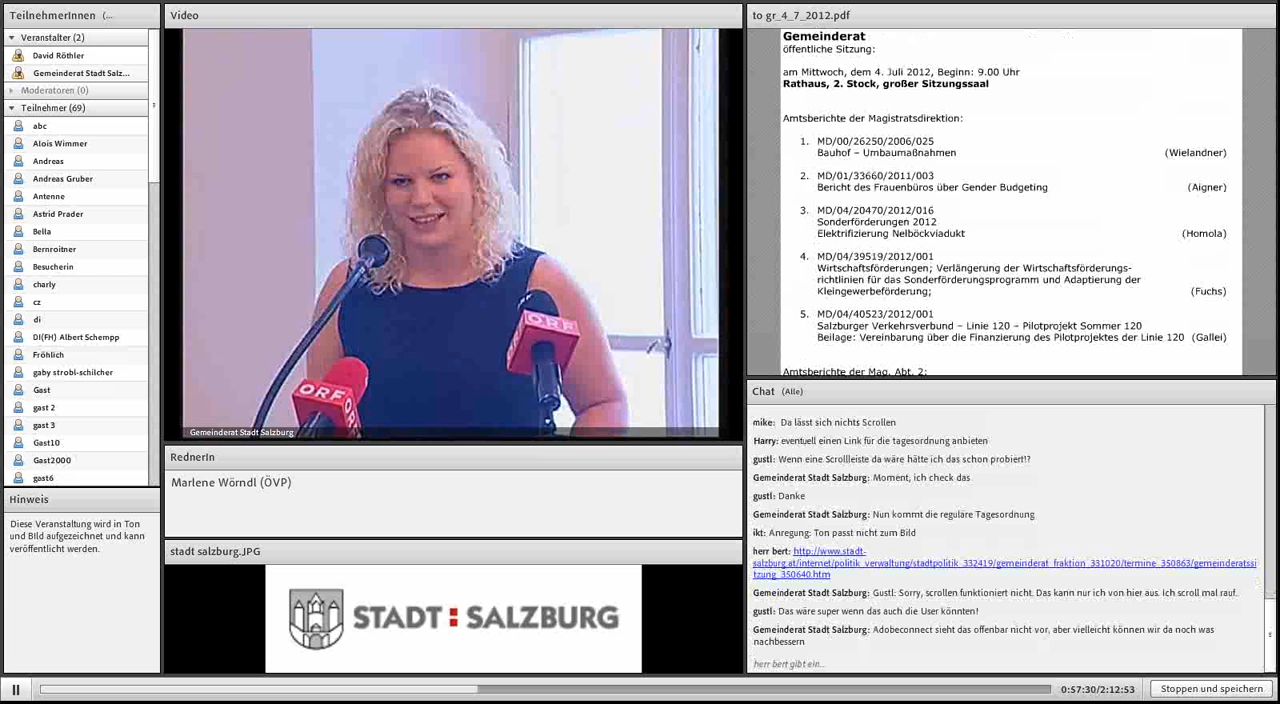 TeilnehmerInnen (...
Veranstalter (2)
David Röthler
Gemeinderat Stadt Salz...
Moderatoren (0)
Teilnehmer (69)
abc
Alois Wimmer
Andreas
Andreas Gruber
Antenne
Astrid Prader
Bella
Bernroitner
Besucherin
charly
cz
di
DI(FH) Albert Schempp
Fröhlich
gaby strobl-schilcher
Gast
gast 2
gast 3
Gast10
Gast2000
gast6
Hinweis
Diese Veranstaltung wird in Ton
und BIld aufgezeichnet und kann
veröffentlicht werden.
Video
ORF
ORF
ORF
Gemeinderat Stadt Salzburg
RednerIn
Marlene Wörndl (ÖVP)
stadt salzburg.JPG
STADT : SALZBURG
to gr_4_7_2012.pdf
Gemeinderat
öffentliche Sitzung:
am Mittwoch, dem 4. Juli 2012, Beginn: 9.00 Uhr
Rathaus, 2. Stock, großer Sitzungssaal
Amtsberichte der Magistratsdirektion:
1. MD/00/26250/2006/025
Bauhof – Umbaumaßnahmen (Wielandner)
2. MD/01/33660/2011/003
Bericht des Frauenbüros über Gender Budgeting (Aigner)
3. MD/04/20470/2012/016
Sonderförderungen 2012
Elektrifizierung Nelböckviadukt (Homola)
4. MD/04/39519/2012/001
Wirtschaftsförderungen; Verlängerung der Wirtschaftsförderungs-
richtlinien für das Sonderförderungsprogramm und Adaptierung der
Kleingewerbeförderung; (Fuchs)
5. MD/04/40523/2012/001
Salzburger Verkehrsverbund – Linie 120 – Pilotprojekt Sommer 120
Beilage: Vereinbarung über die Finanzierung des Pilotprojektes der Linie 120 (Gallei)
Amtsberichte der Mag. Abt. 2:
Chat (Alle)
mike: Da lässt sich nichts Scrollen
Harry: eventuell einen Link für die tagesordnung anbieten
gustl: Wenn eine Scrollleiste da wäre hätte ich das schon probiert!?
Gemeinderat Stadt Salzburg: Moment, ich check das
gustl: Danke
Gemeinderat Stadt Salzburg: Nun kommt die reguläre Tagesordnung
ikt: Anregung: Ton passt nicht zum Bild
herr bert: http://www.stadt-
salzburg.at/internet/politik_verwaltung/stadtpolitik_332419/gemeinderat_fraktion_331020/termine_350863/gemeinderatssi
tzung_350640.htm
Gemeinderat Stadt Salzburg: Gustl: Sorry, scrollen funktioniert nicht. Das kann nur ich von hier aus. Ich scroll mal rauf.
gustl: Das wäre super wenn das auch die User könnten!
Gemeinderat Stadt Salzburg: Adobeconnect sieht das offenbar nicht vor, aber vielleicht können wir da noch was
nachbessern
herr bert gibt ein...
0:57:30/2:12:53
Stoppen und speichern